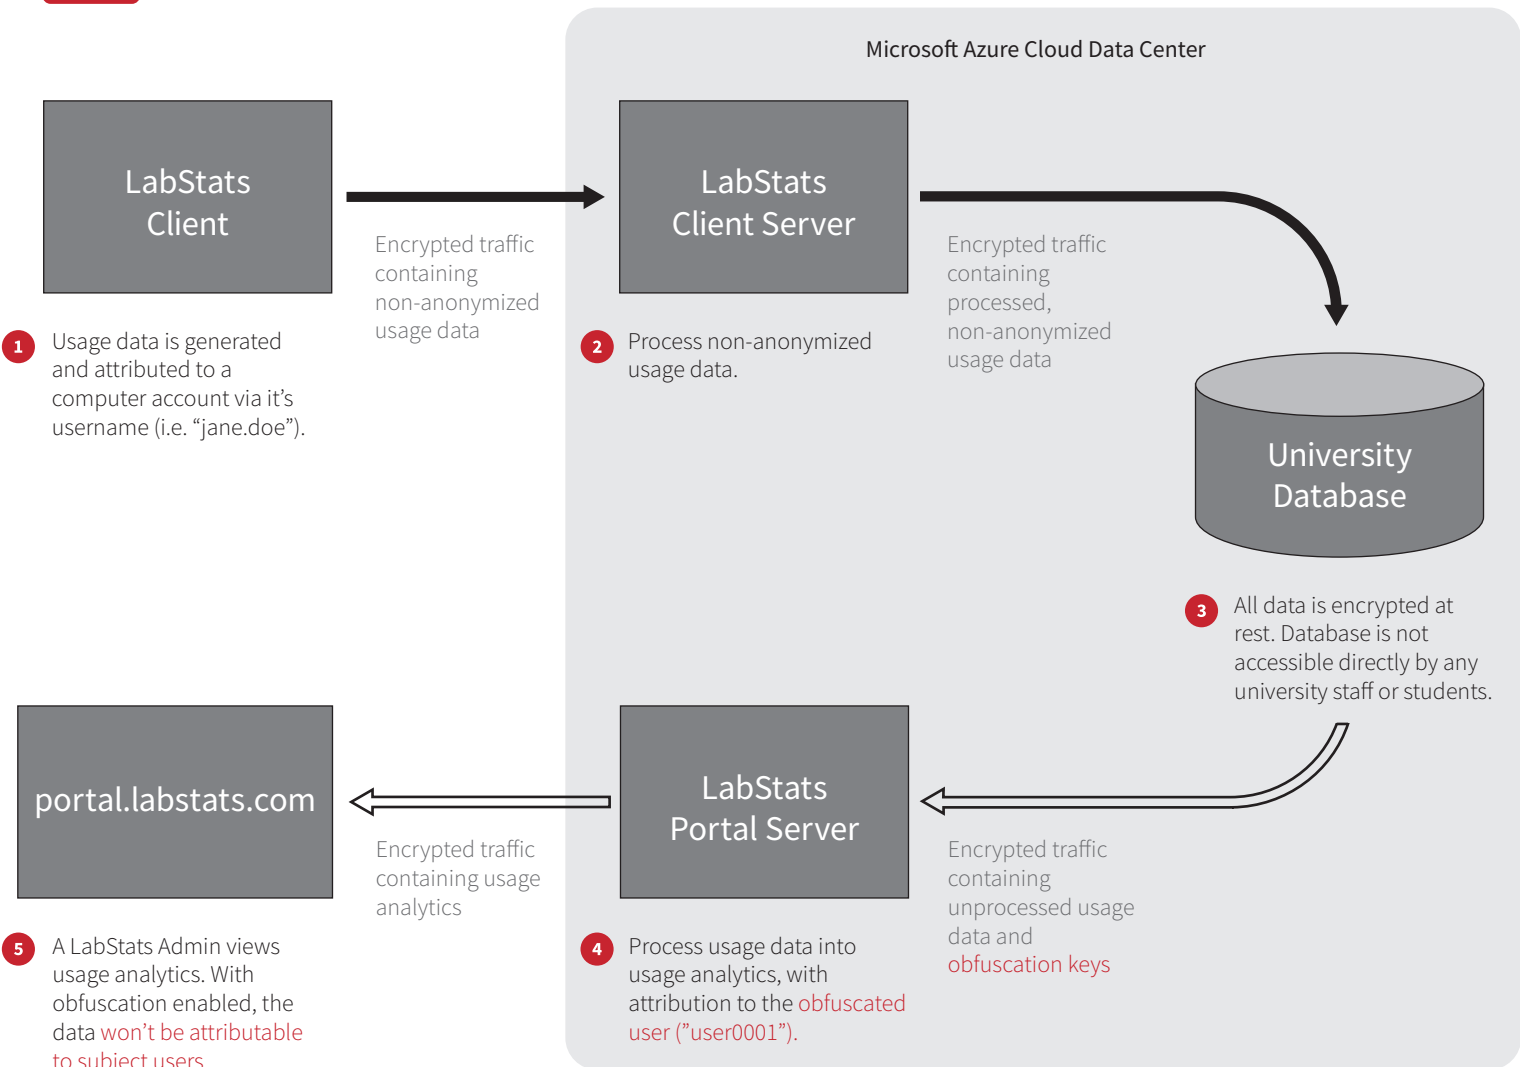 Microsoft Azure Cloud Data Center
LabStats
Client
Encrypted traffic
containing
non-anonymized
usage data
LabStats
Client Server
Encrypted traffic
containing
processed,
non-anonymized
usage data
1
Usage data is generated
and attributed to a
computer account via it’s
username (i.e. “jane.doe”).
2
Process non-anonymized
usage data.
University
Database
3
All data is encrypted at
rest. Database is not
accessible directly by any
university staff or students.
portal.labstats.com
Encrypted traffic
containing usage
analytics
LabStats
Portal Server
Encrypted traffic
containing
unprocessed usage
data and
obfuscation keys
5
A LabStats Admin views
usage analytics. With
obfuscation enabled, the
data won’t be attributable
to subject users
4
Process usage data into
usage analytics, with
attribution to the obfuscated
user (”user0001“).